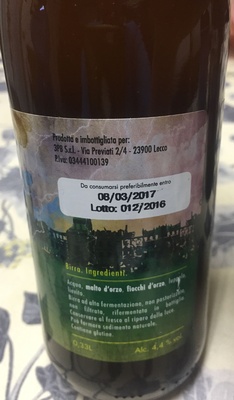 Prodotta e imbottigliata per:
DPB S.r.l. - Via Previati 2/4 - 23900 Lecco
P.Iva: 03444100139
Da consumarsi preferibilmente entro
08/03/2017
Lotto: 012/2016
Birra. Ingredienti:
Acqua, malto d'orzo, fiocchi d'orzo, luppolo,
lievito.
Birra ad alta fermentazione, non pastorizzata,
non filtrata, rifermentata in bottiglia.
Conservare al fresco al riparo dalla luce.
Può formare sedimento naturale.
Contiene glutine.
0,33L Alc. 4,4% vol